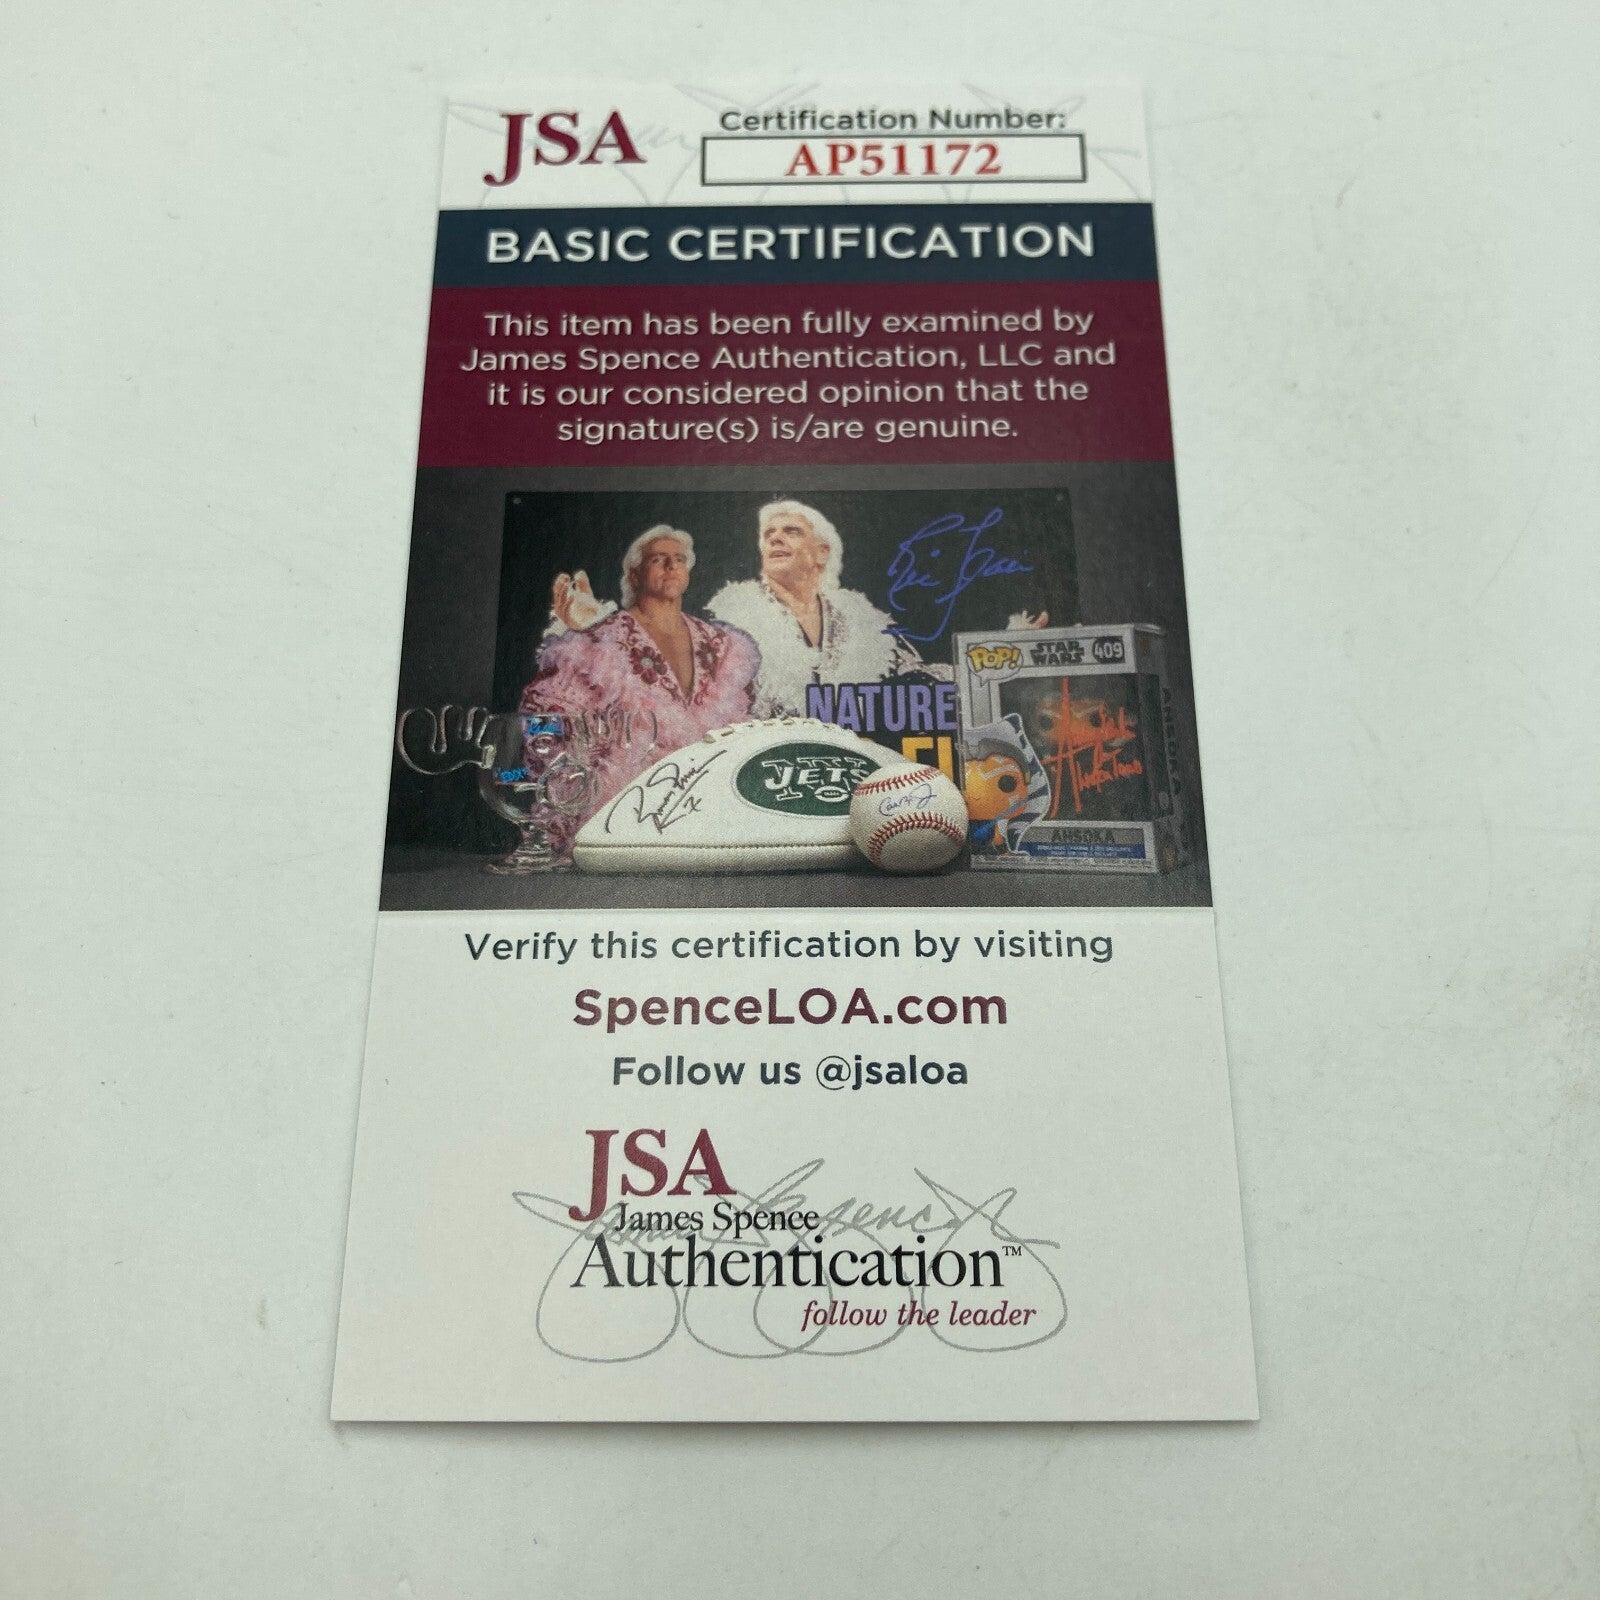 JSA
Certification Number:
AP51172
BASIC CERTIFICATION
This item has been fully examined by
James Spence Authentication, LLC and
it is our considered opinion that the
signature(s) is/are genuine.
POP!
STAR
WARS
409
NATURE
JETS
AHSOKA
Verify this certification by visiting
SpenceLOA.com
Follow us @jsaloa
JSA
James Spence
Authentication™
follow the leader